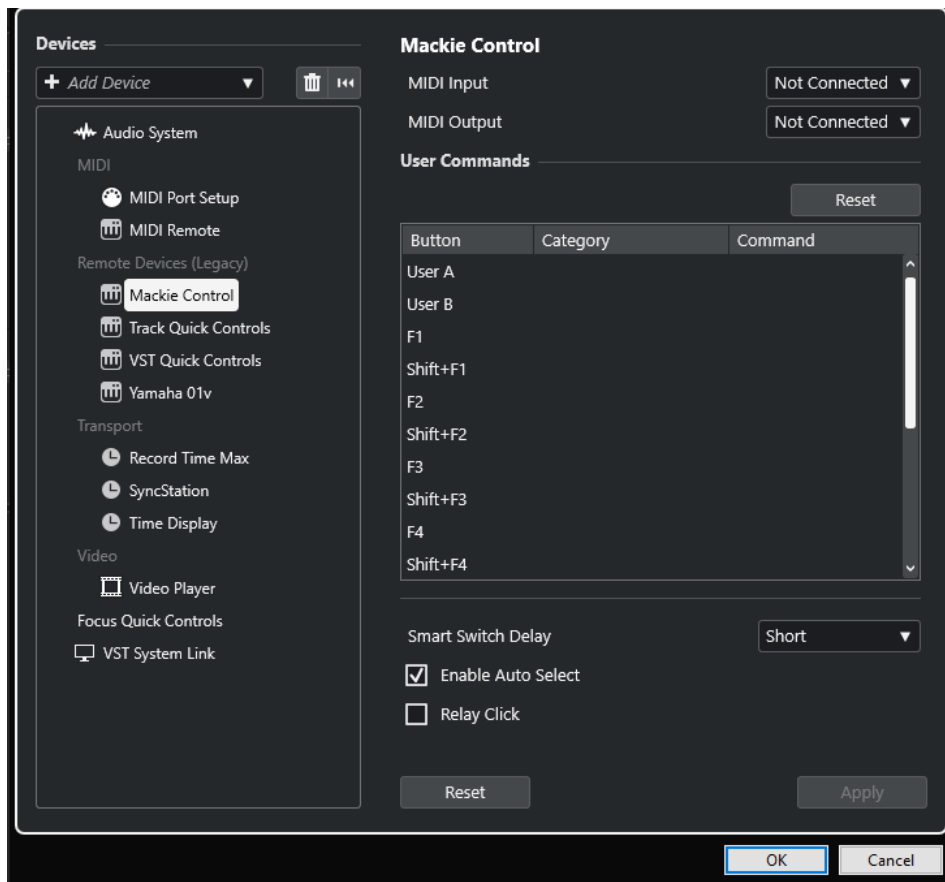 Devices
Add Device
Audio System
MIDI
MIDI Port Setup
MIDI Remote
Remote Devices (Legacy)
Mackie Control
Track Quick Controls
VST Quick Controls
Yamaha 01v
Transport
Record Time Max
SyncStation
Time Display
Video
Video Player
Focus Quick Controls
VST System Link
Mackie Control
MIDI Input Not Connected
MIDI Output Not Connected
User Commands
Reset
Button Category Command
User A
User B
F1
Shift+F1
F2
Shift+F2
F3
Shift+F3
F4
Shift+F4
Smart Switch Delay Short
Enable Auto Select
Relay Click
Reset Apply
OK Cancel